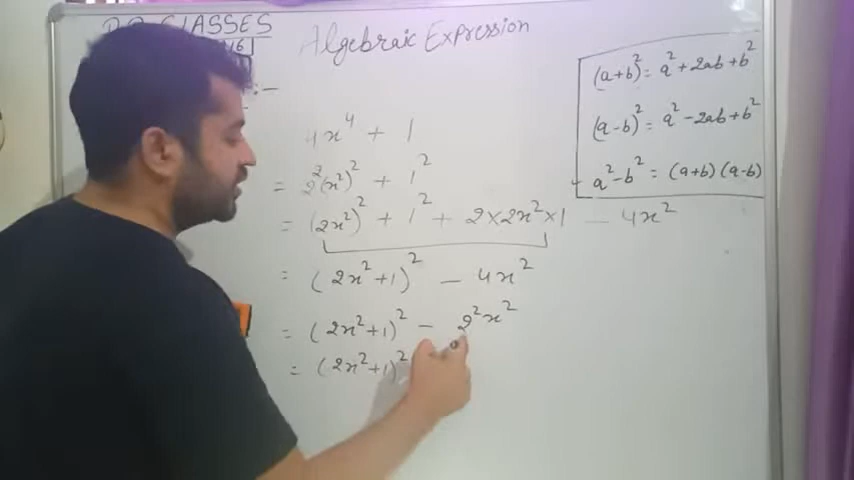 CLASSES
Algebraic Expression
4x⁴ + 1
= 2²(x²)² + 1²
= (2x²)² + 1² + 2×2x²×1 - 4x²
= (2x²+1)² - 4x²
= (2x²+1)² - 2²x²
= (2x²+1)²
(a+b)² = a²+2ab+b²
(a-b)² = a²-2ab+b²
a²-b² = (a+b)(a-b)